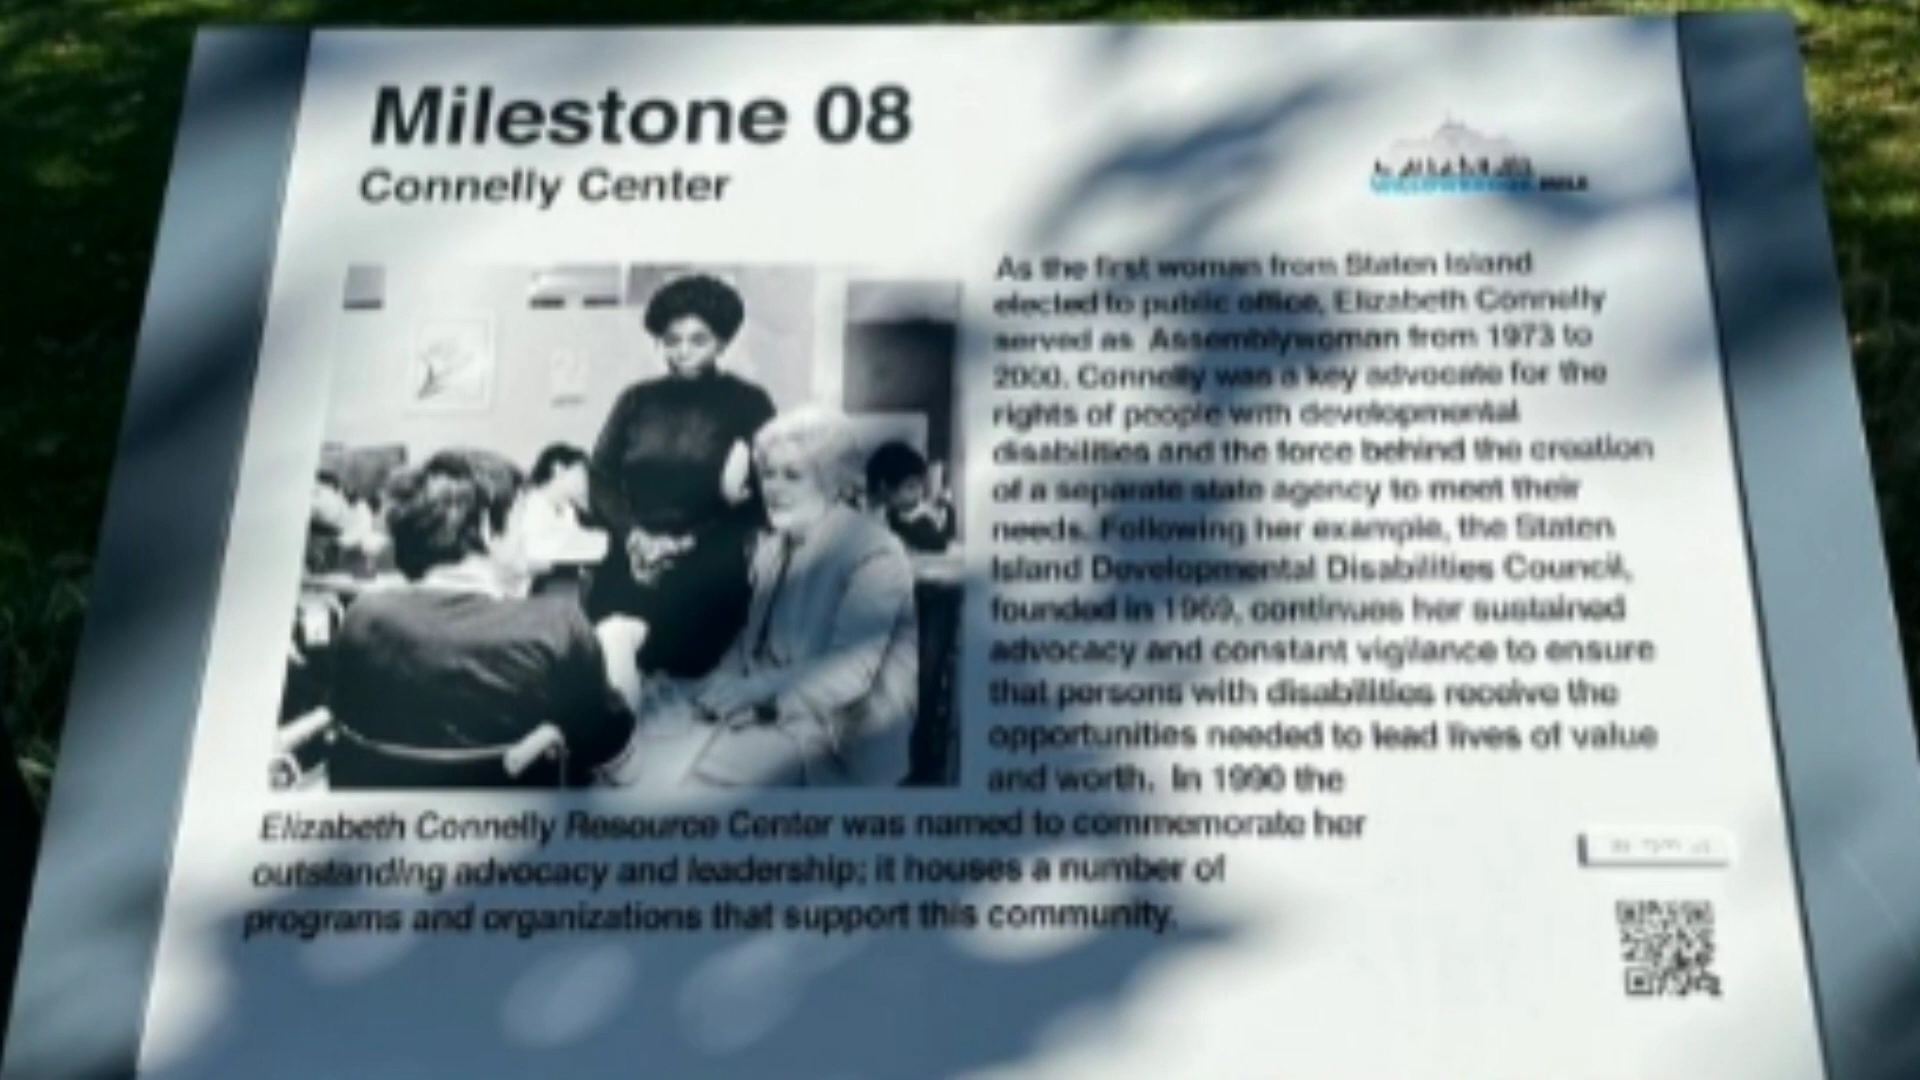 Milestone 08
Connelly Center
WILLOWBROOK MILE
As the first woman from Staten Island
elected to public office, Elizabeth Connelly
served as Assemblywoman from 1973 to
2000. Connelly was a key advocate for the
rights of people with developmental
disabilities and the force behind the creation
of a separate state agency to meet their
needs. Following her example, the Staten
Island Developmental Disabilities Council,
founded in 1969, continues her sustained
advocacy and constant vigilance to ensure
that persons with disabilities receive the
opportunities needed to lead lives of value
and worth. In 1990 the
Elizabeth Connelly Resource Center was named to commemorate her
outstanding advocacy and leadership; it houses a number of
programs and organizations that support this community.